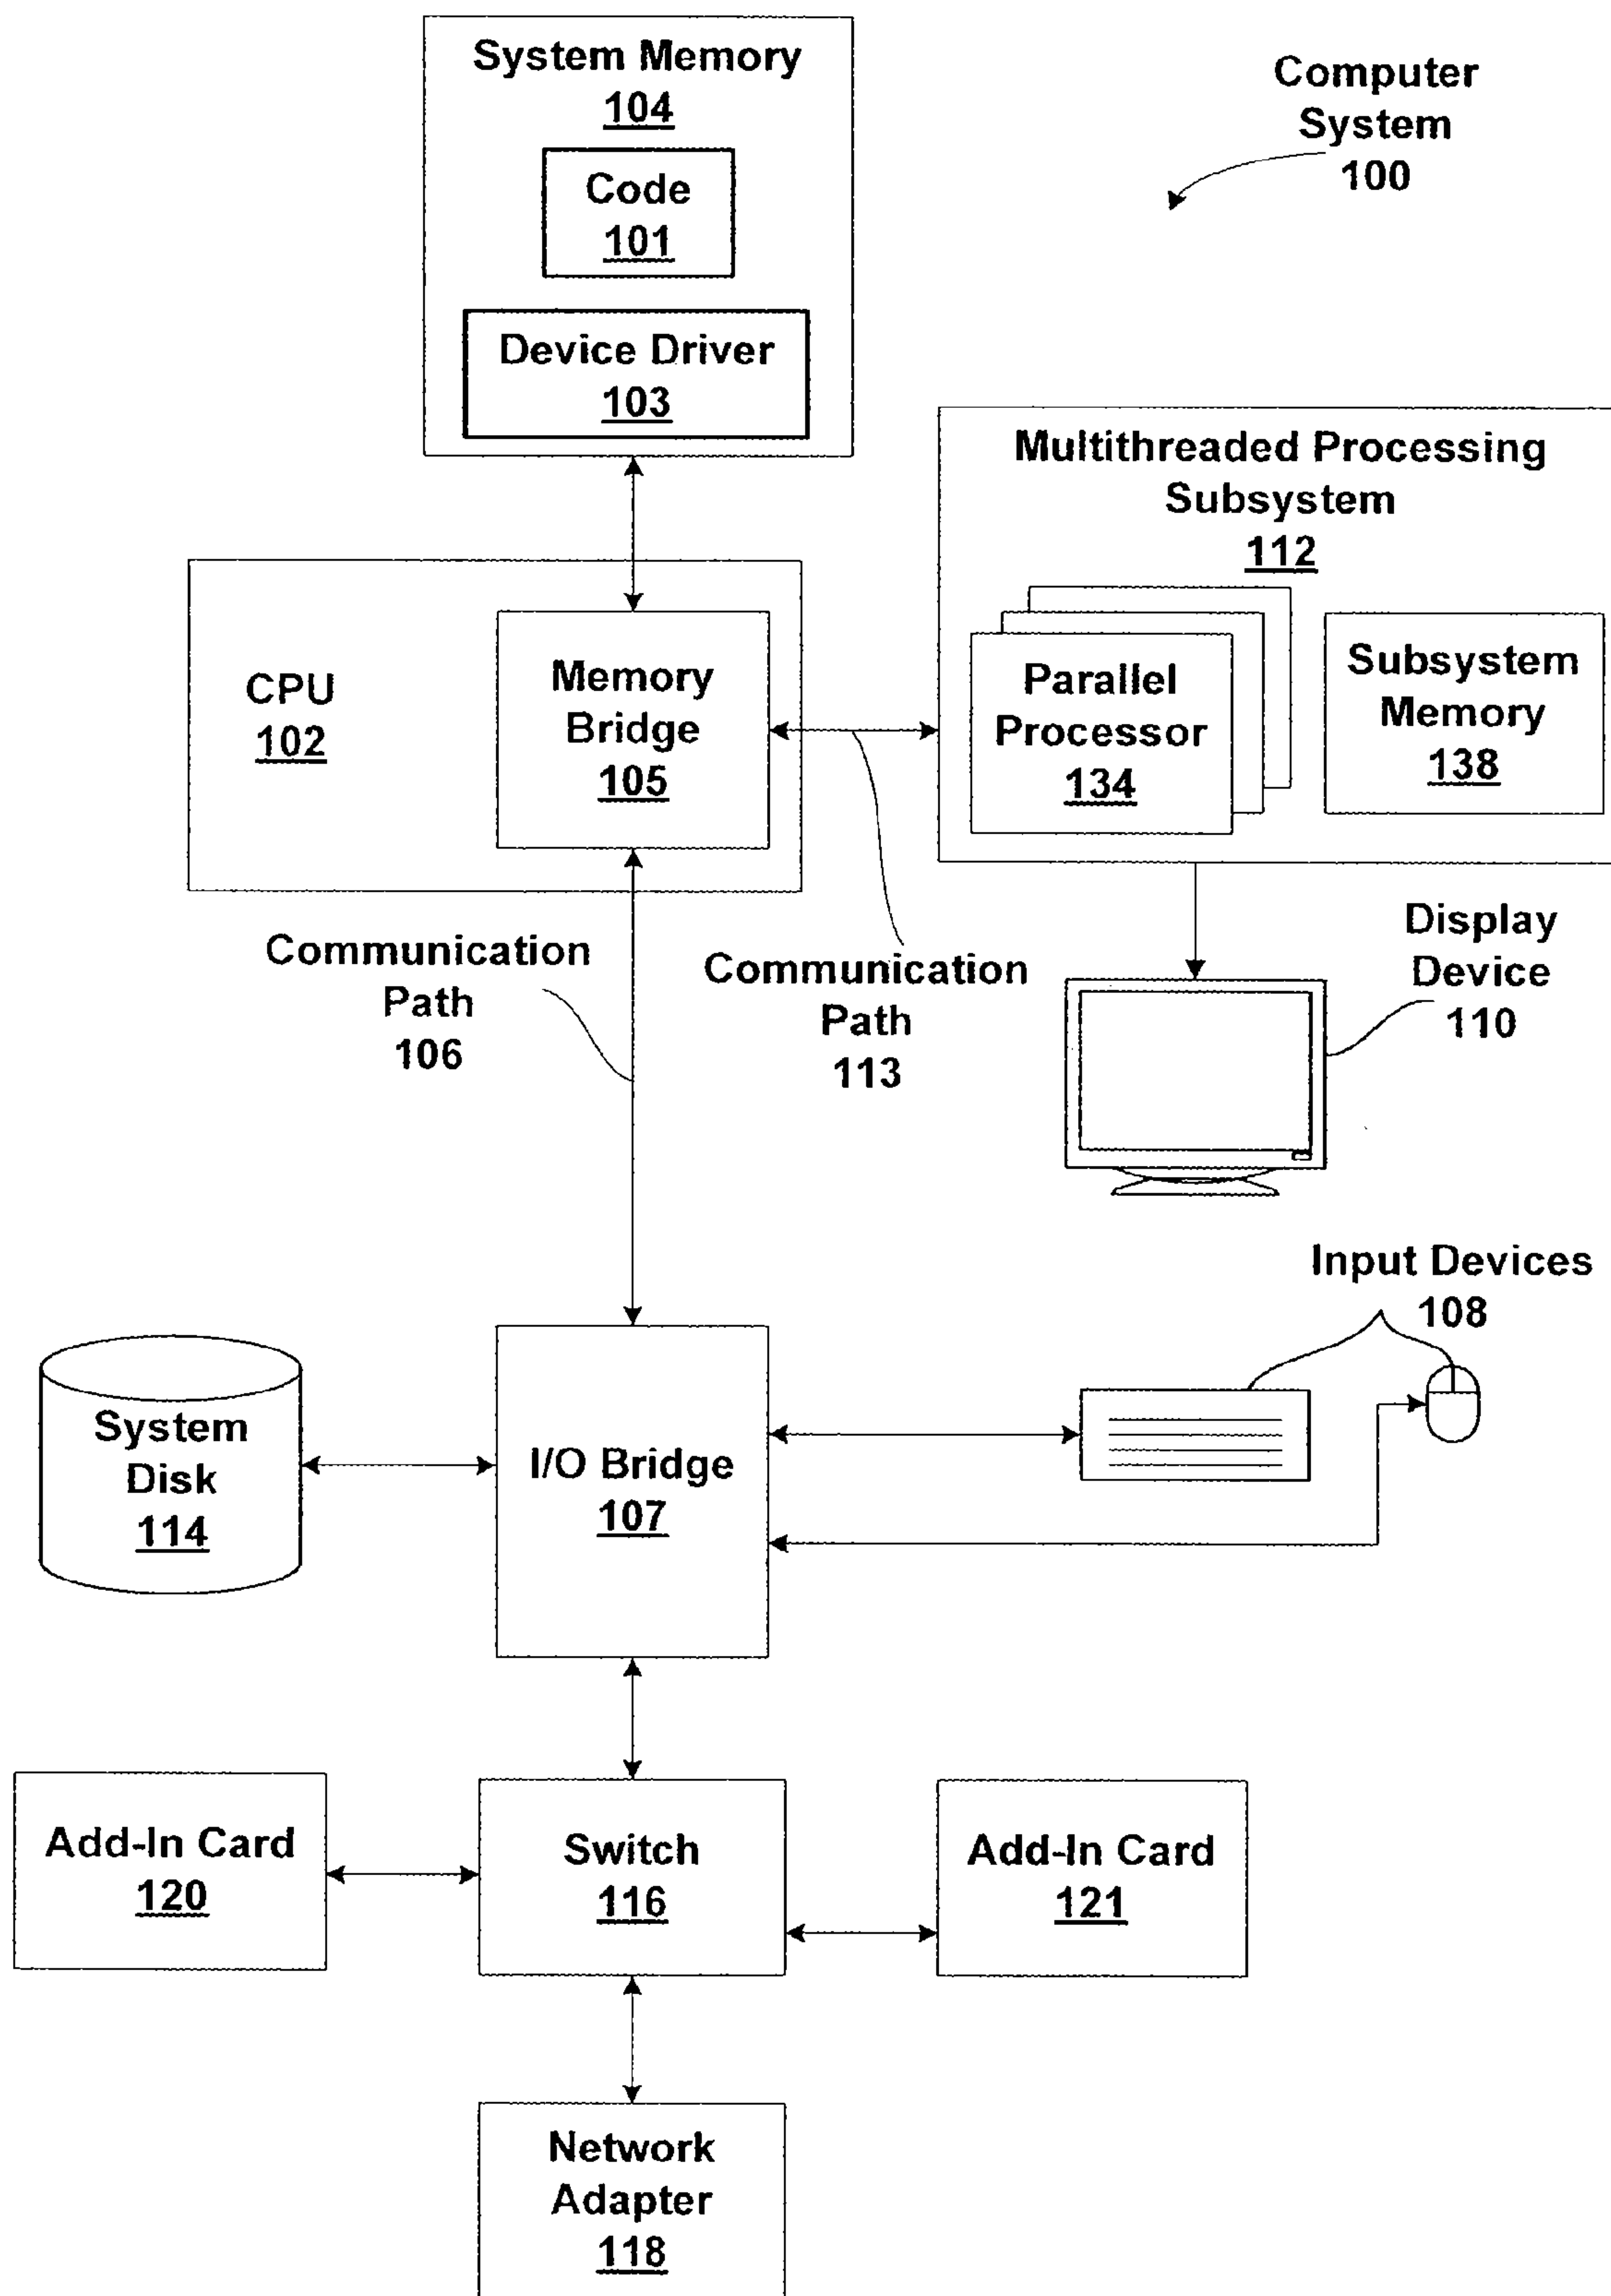 System Memory
104
Code
101
Device Driver
103
Computer
System
100
Multithreaded Processing
Subsystem
112
Parallel
Processor
134
Subsystem
Memory
138
CPU
102
Memory
Bridge
105
Communication
Path
106
Communication
Path
113
Display
Device
110
Input Devices
108
System
Disk
114
I/O Bridge
107
Add-In Card
120
Switch
116
Add-In Card
121
Network
Adapter
118